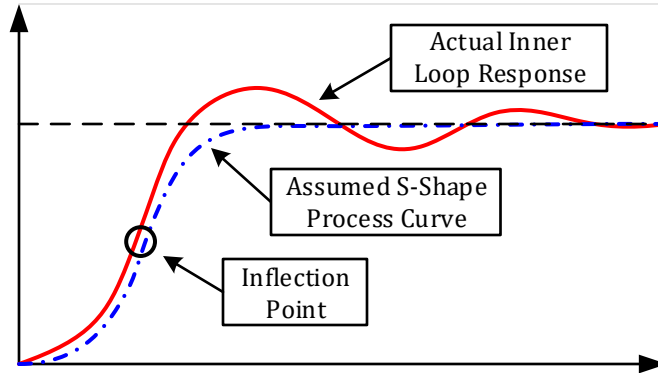 Actual Inner
Loop Response
Assumed S-Shape
Process Curve
Inflection
Point